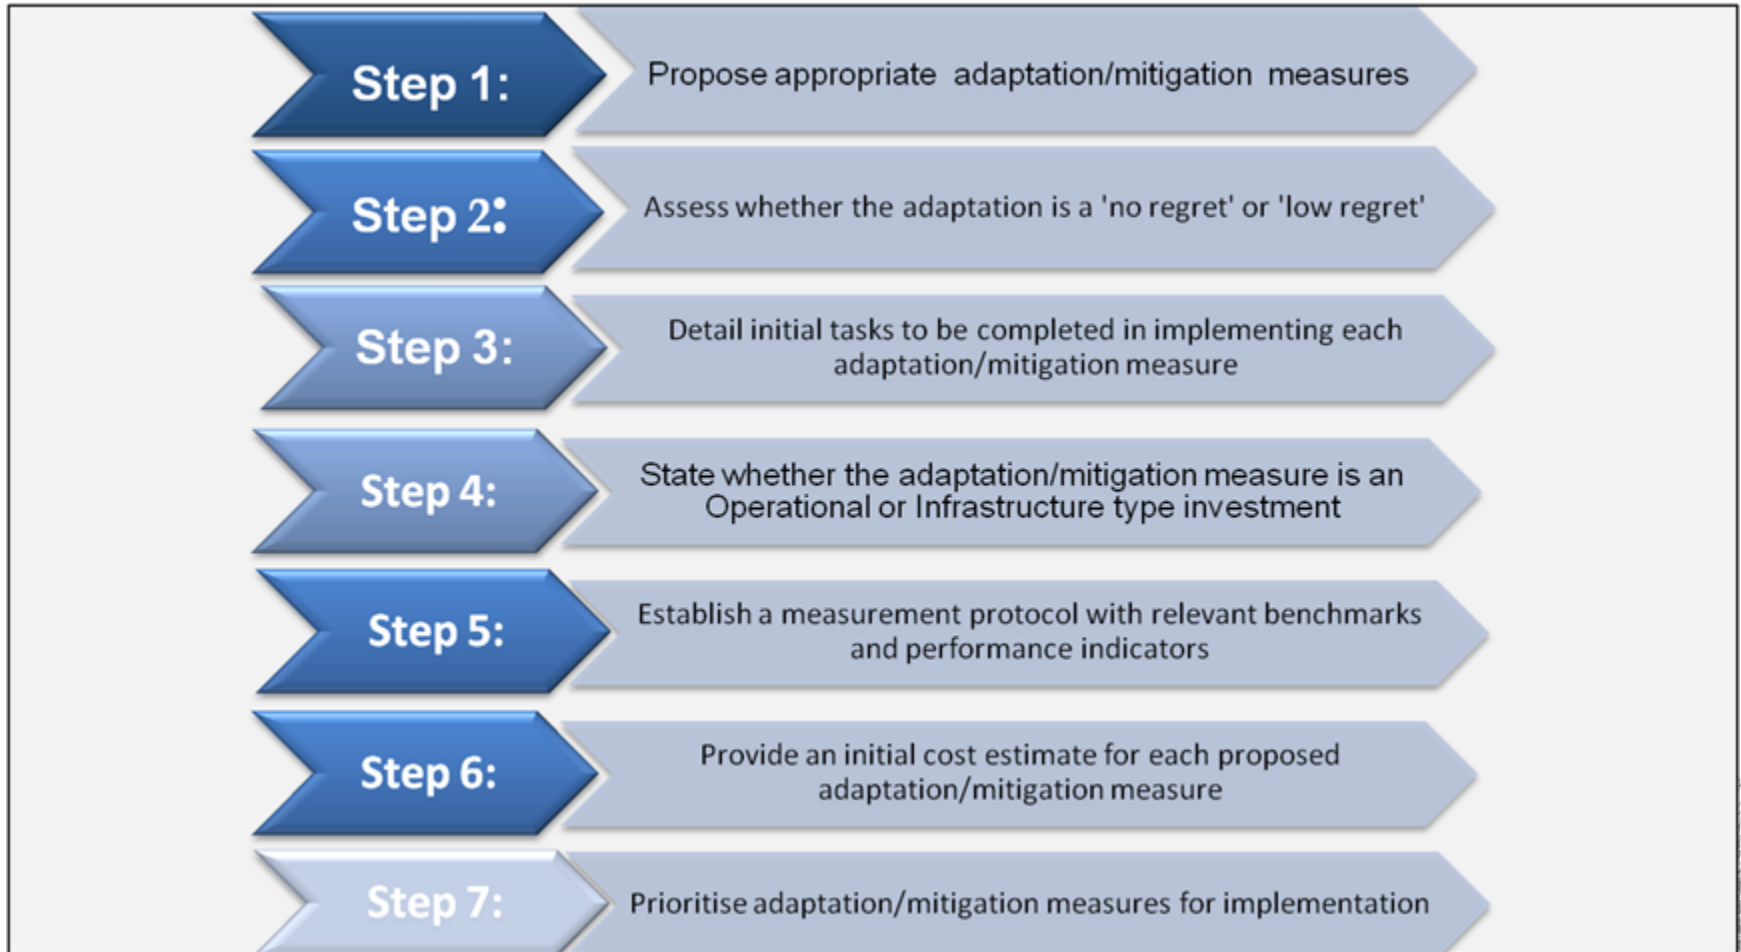 Step 1:
Propose appropriate adaptation/mitigation measures
Step 2:
Assess whether the adaptation is a 'no regret' or 'low regret'
Step 3:
Detail initial tasks to be completed in implementing each
adaptation/mitigation measure
Step 4:
State whether the adaptation/mitigation measure is an
Operational or Infrastructure type investment
Step 5:
Establish a measurement protocol with relevant benchmarks
and performance indicators
Step 6:
Provide an initial cost estimate for each proposed
adaptation/mitigation measure
Step 7:
Prioritise adaptation/mitigation measures for implementation